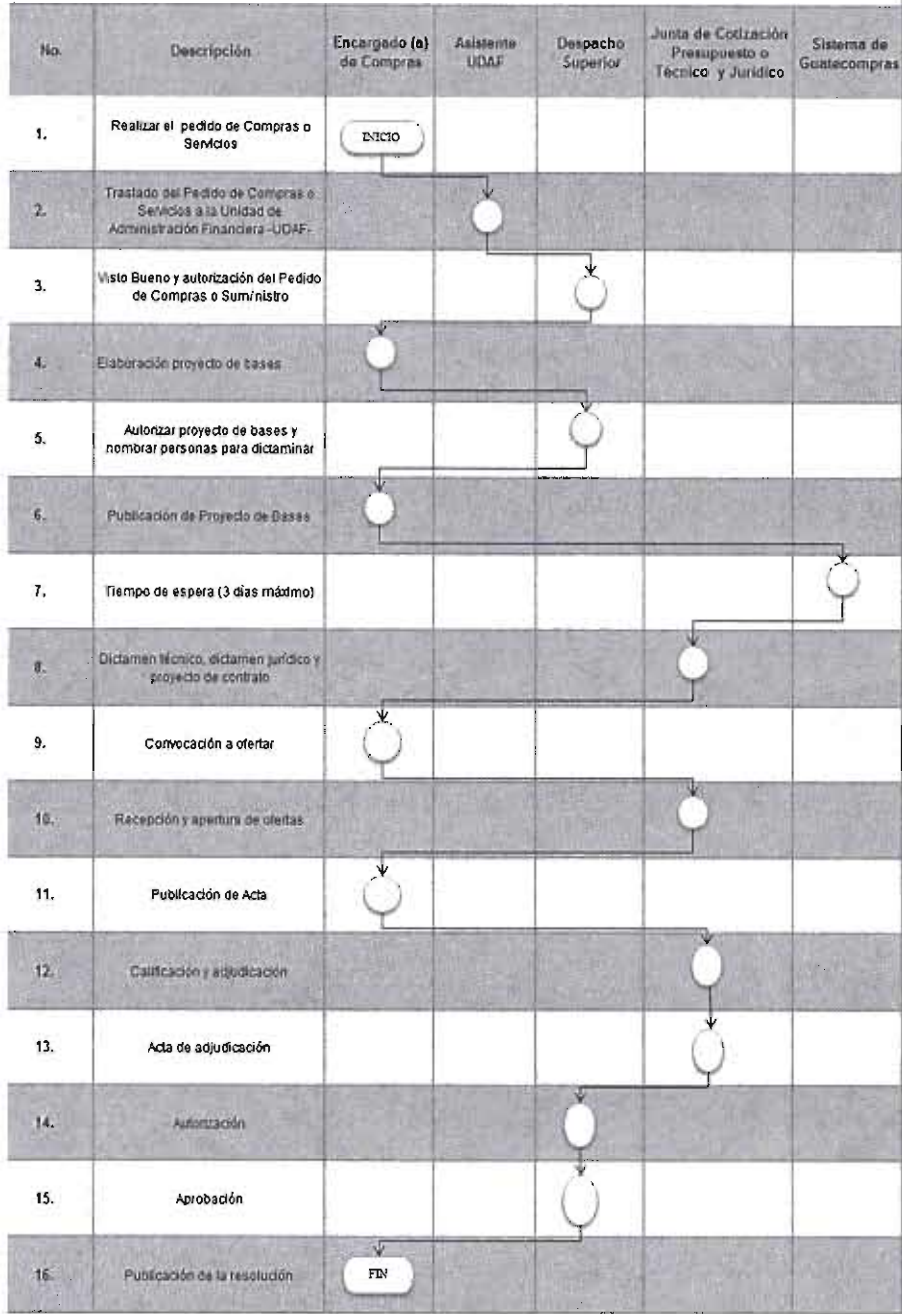 No.
Descripción
Encargado (a)
de Compras
Asistente
UDAF
Despacho
Superior
Junta de Cotización
Presupuesto o
Técnico y Jurídico
Sistema de
Guatecompras
1.
Realizar el pedido de Compras o
Servicios
INICIO
2.
Traslado del Pedido de Compras o
Servicios a la Unidad de
Administración Financiera -UDAF-
3.
Visto Bueno y autorización del Pedido
de Compras o Suministro
4.
Elaboración proyecto de bases
5.
Autorizar proyecto de bases y
nombrar personas para dictaminar
6.
Publicación de Proyecto de Bases
7.
Tiempo de espera (3 días máximo)
8.
Dictamen técnico, dictamen jurídico y
proyecto de contrato
9.
Convocación a ofertar
10.
Recepción y apertura de ofertas
11.
Publicación de Acta
12.
Calificación y adjudicación
13.
Acta de adjudicación
14.
Autorización
15.
Aprobación
16.
Publicación de la resolución
FIN